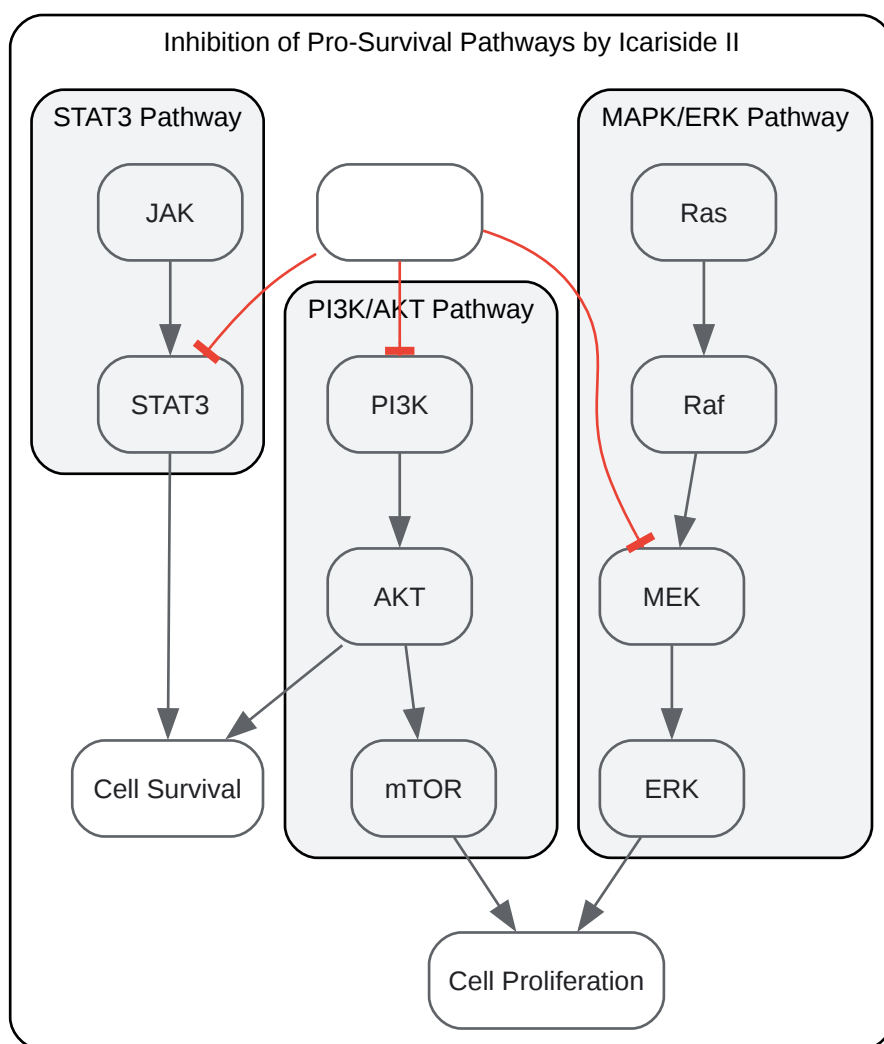 Inhibition of Pro-Survival Pathways by Icariside II
STAT3 Pathway
MAPK/ERK Pathway
JAK
Ras
PI3K/AKT Pathway
STAT3
PI3K
Raf
AKT
MEK
Cell Survival
mTOR
ERK
Cell Proliferation